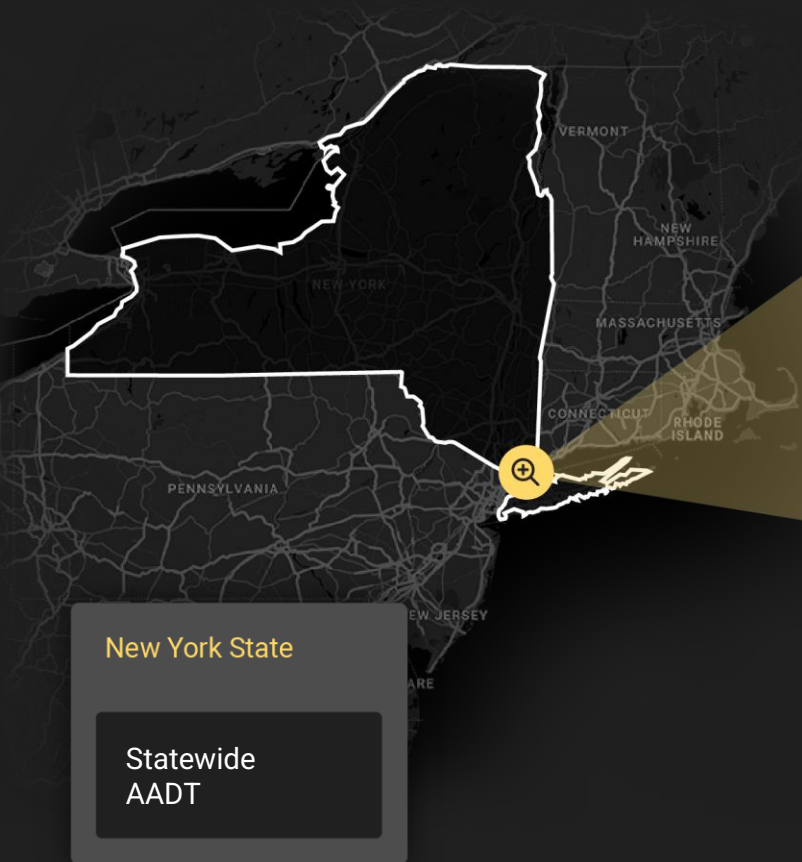 VERMONT
NEW
HAMPSHIRE
NEW YORK
MASSACHUSETTS
CONNECTICUT
RHODE
ISLAND
PENNSYLVANIA
EW JERSEY
ARE
New York State
Statewide
AADT